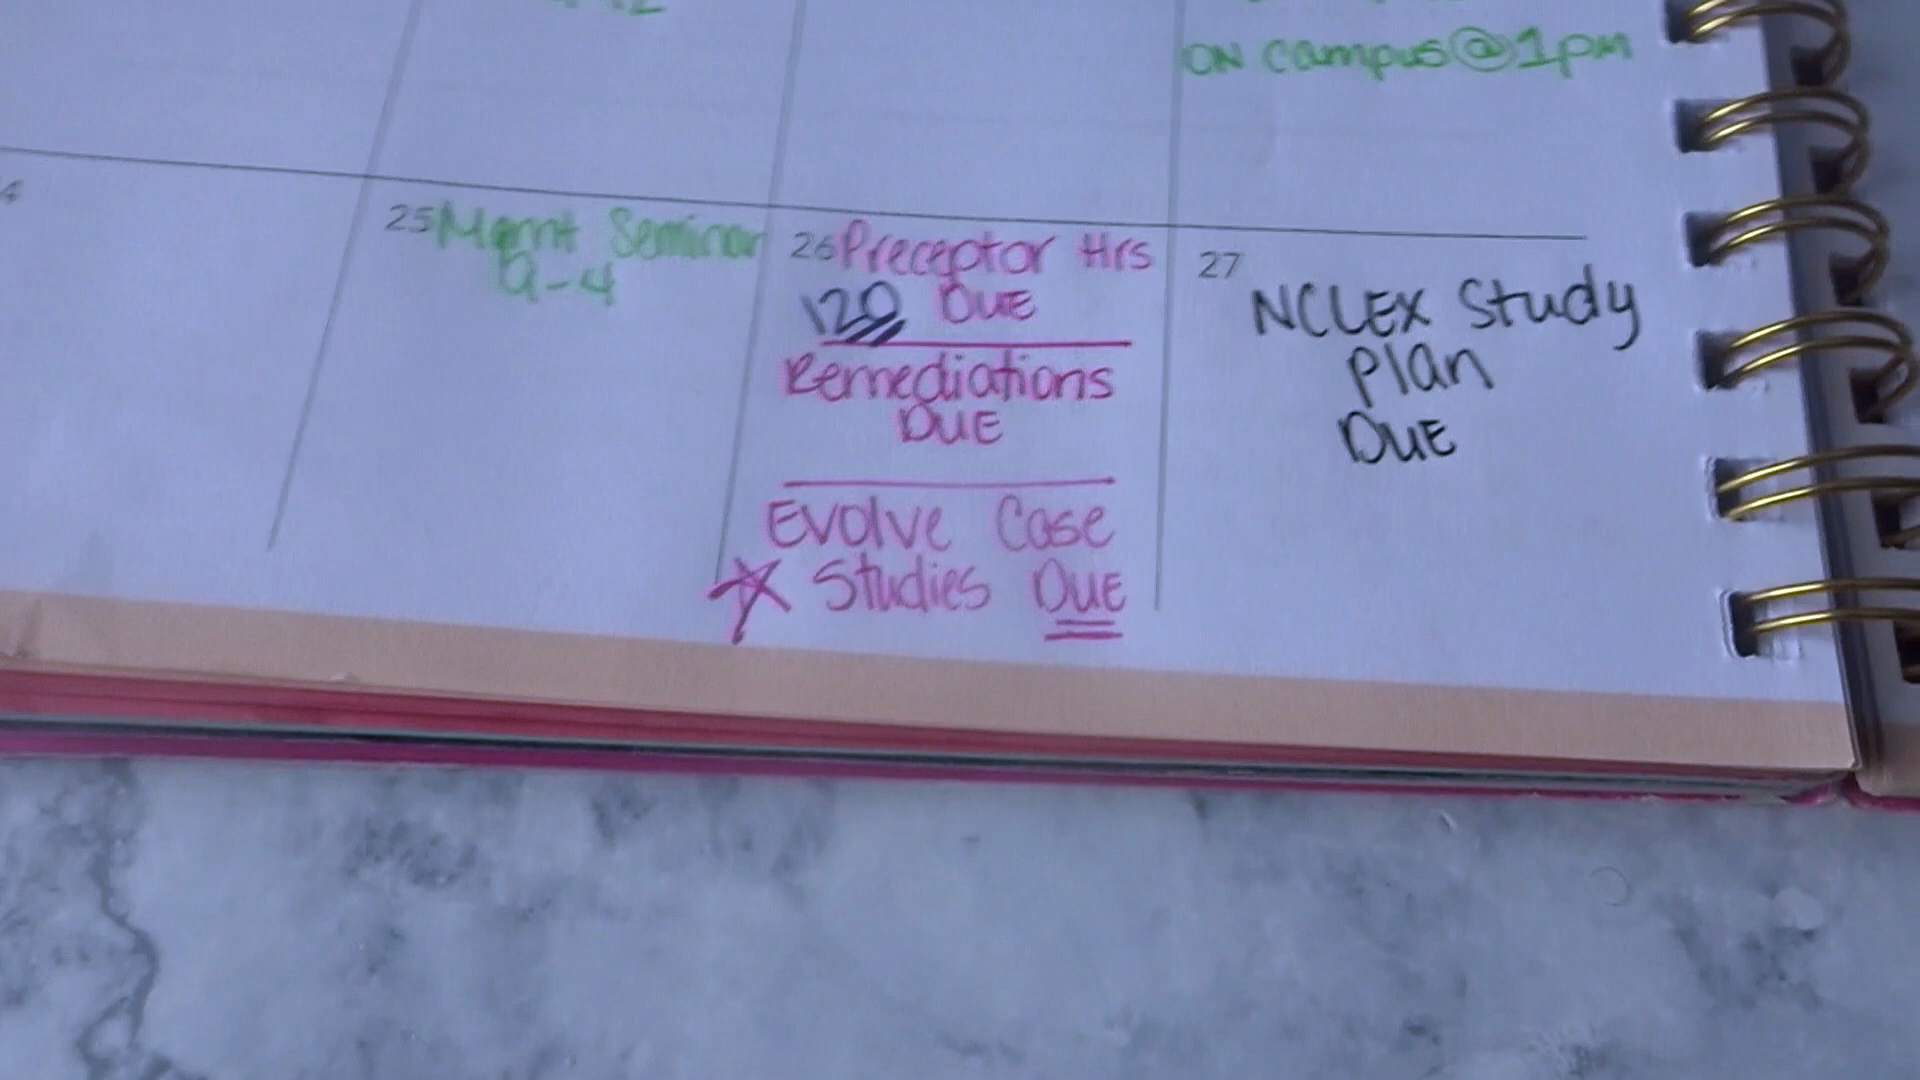 ON campus@1pm
25 Mgmt Seminar
9-4
26 Preceptor Hrs
120 DUE
Remediations
DUE
Evolve Case
Studies DUE
27
NCLEX Study
Plan
DUE